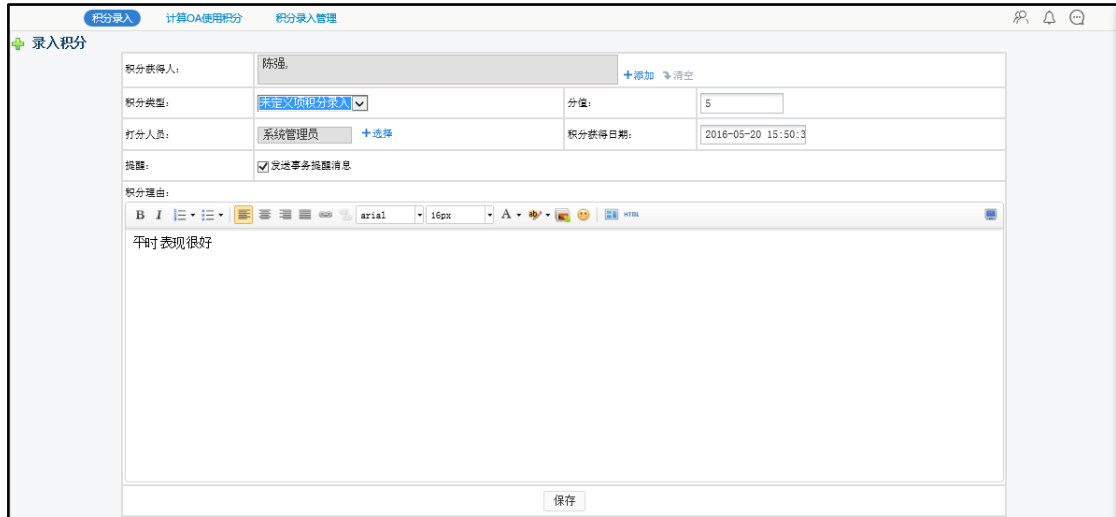 积分录入 计算OA使用积分 积分录入管理
录入积分
积分获得人: 陈强, 添加 清空
积分类型: 未定义项积分录入 分值: 5
打分人员: 系统管理员 选择 积分获得日期: 2016-05-20 15:50:3
提醒: 发送事务提醒消息
积分理由:
B I arial 16px A ab HTML
平时表现很好
保存